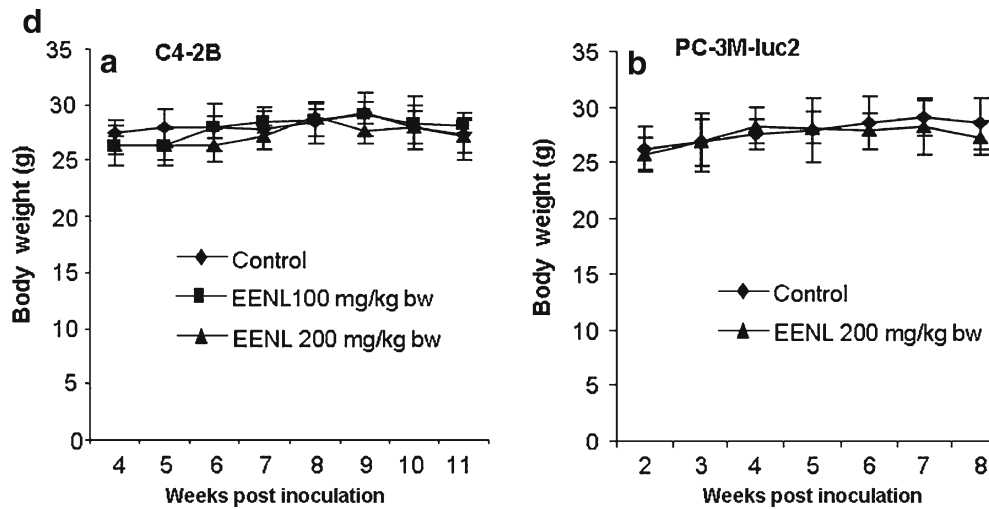 d
a C4-2B
35
30
25
20
15
10
5
0
Body weight (g)
Control
EENL100 mg/kg bw
EENL 200 mg/kg bw
4 5 6 7 8 9 10 11
Weeks post inoculation
b PC-3M-luc2
35
30
25
20
15
10
5
0
Body weight (g)
Control
EENL 200 mg/kg bw
2 3 4 5 6 7 8
Weeks post inoculation